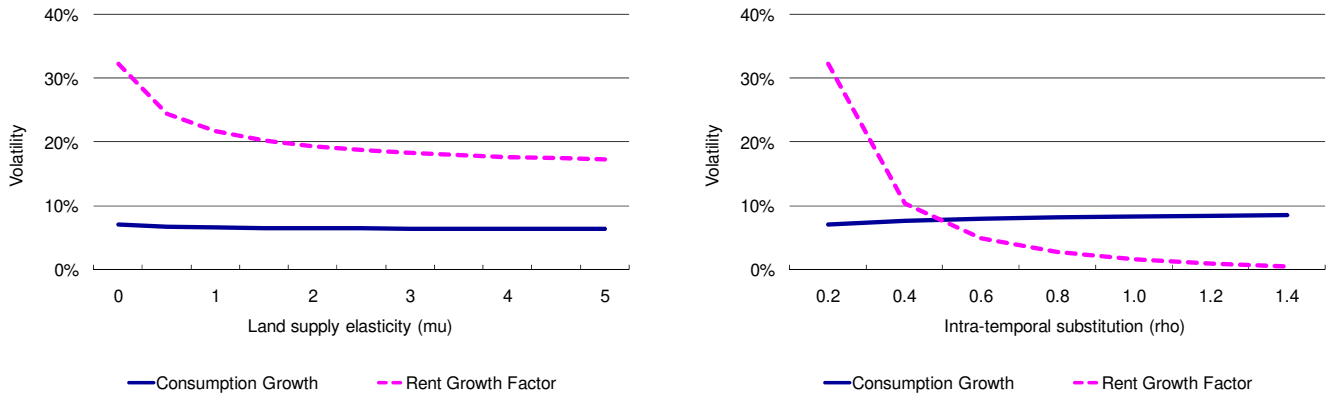 40%
30%
20%
10%
0%
Volatility
0 1 2 3 4 5
Land supply elasticity (mu)
Consumption Growth Rent Growth Factor
40%
30%
20%
10%
0%
Volatility
0.2 0.4 0.6 0.8 1.0 1.2 1.4
Intra-temporal substitution (rho)
Consumption Growth Rent Growth Factor